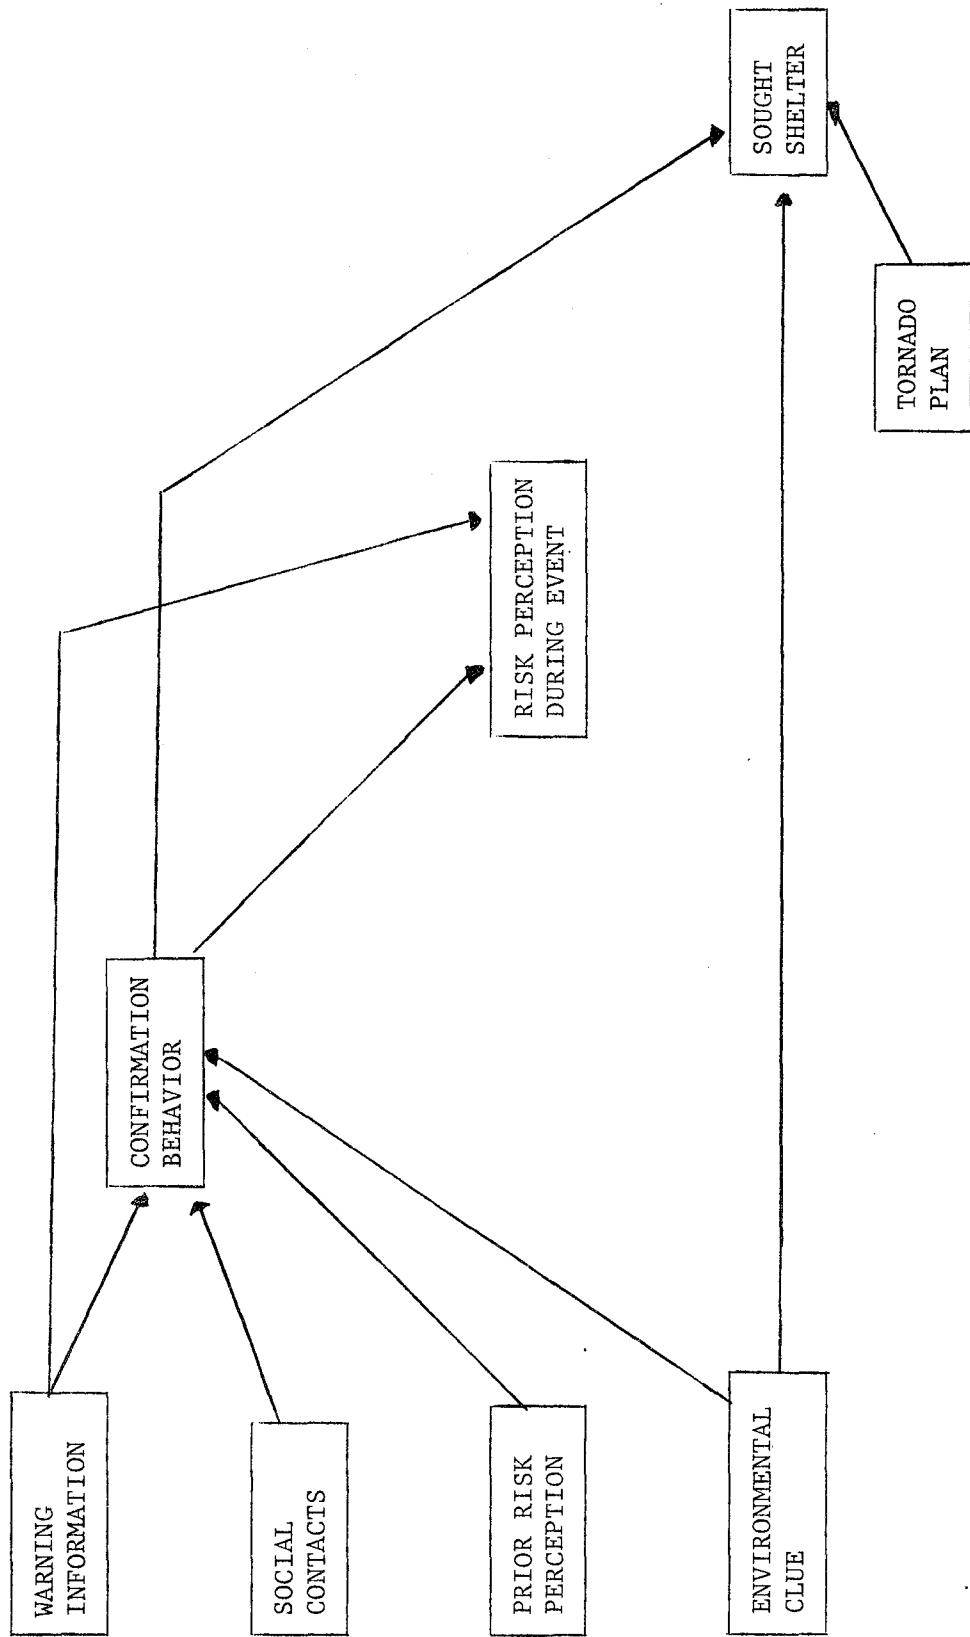 WARNING
INFORMATION
SOCIAL
CONTACTS
PRIOR RISK
PERCEPTION
ENVIRONMENTAL
CLUE
CONFIRMATION
BEHAVIOR
RISK PERCEPTION
DURING EVENT
TORNADO
PLAN
SOUGHT
SHELTER